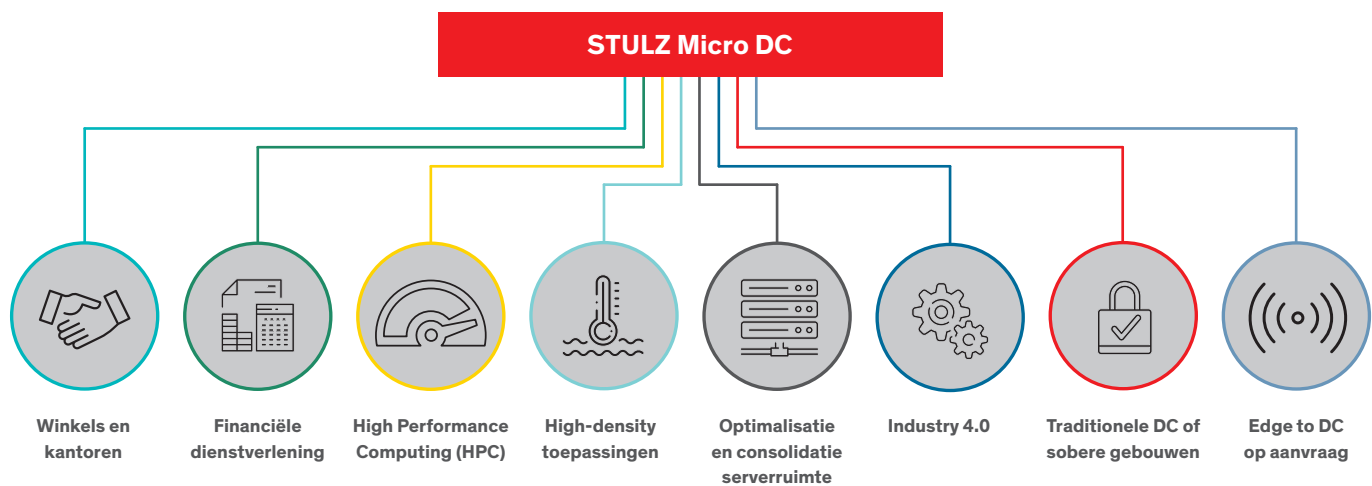 STULZ Micro DC
Winkels en
kantoren
Financiële
dienstverlening
High Performance
Computing (HPC)
High-density
toepassingen
Optimalisatie
en consolidatie
serverruimte
Industry 4.0
Traditionele DC of
sobere gebouwen
Edge to DC
op aanvraag